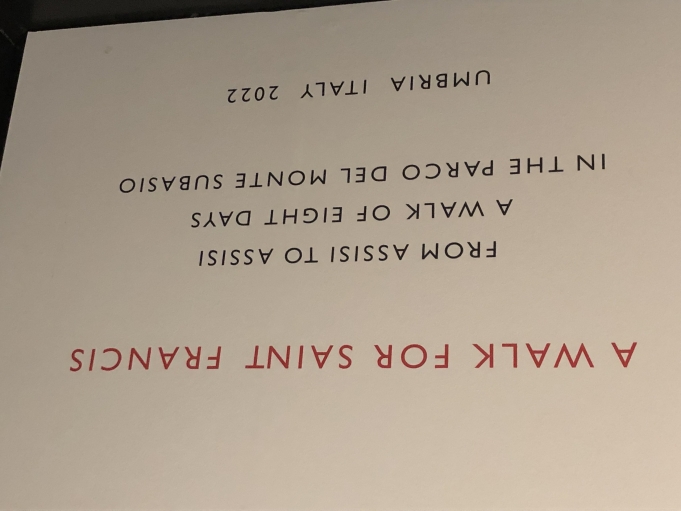 A WALK FOR SAINT FRANCIS
FROM ASSISI TO ASSISI
A WALK OF EIGHT DAYS
IN THE PARCO DEL MONTE SUBASIO
UMBRIA ITALY 2022